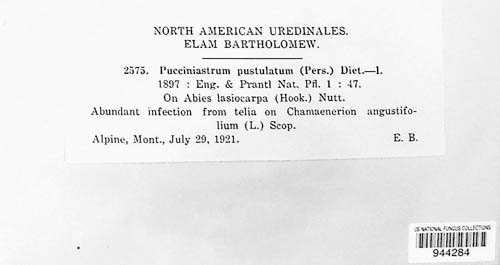 NORTH AMERICAN UREDINALES.
ELAM BARTHOLOMEW.
2575. Pucciniastrum pustulatum (Pers.) Diet.—I.
1897 : Eng. & Prantl Nat. Pfl. 1 : 47.
On Abies lasiocarpa (Hook.) Nutt.
Abundant infection from telia on Chamaenerion angustifo-
lium (L.) Scop.
Alpine, Mont., July 29, 1921. E. B.
US NATIONAL FUNGUS COLLECTIONS
944284